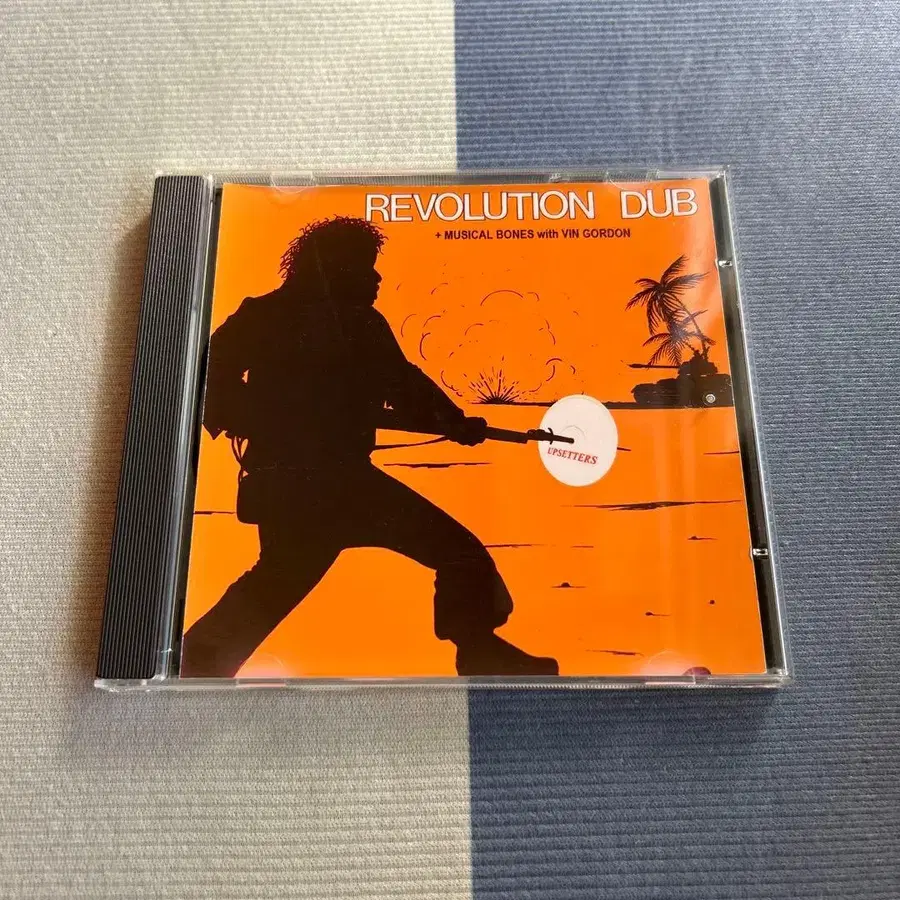 REVOLUTION DUB
+ MUSICAL BONES with VIN GORDON
UPSETTERS